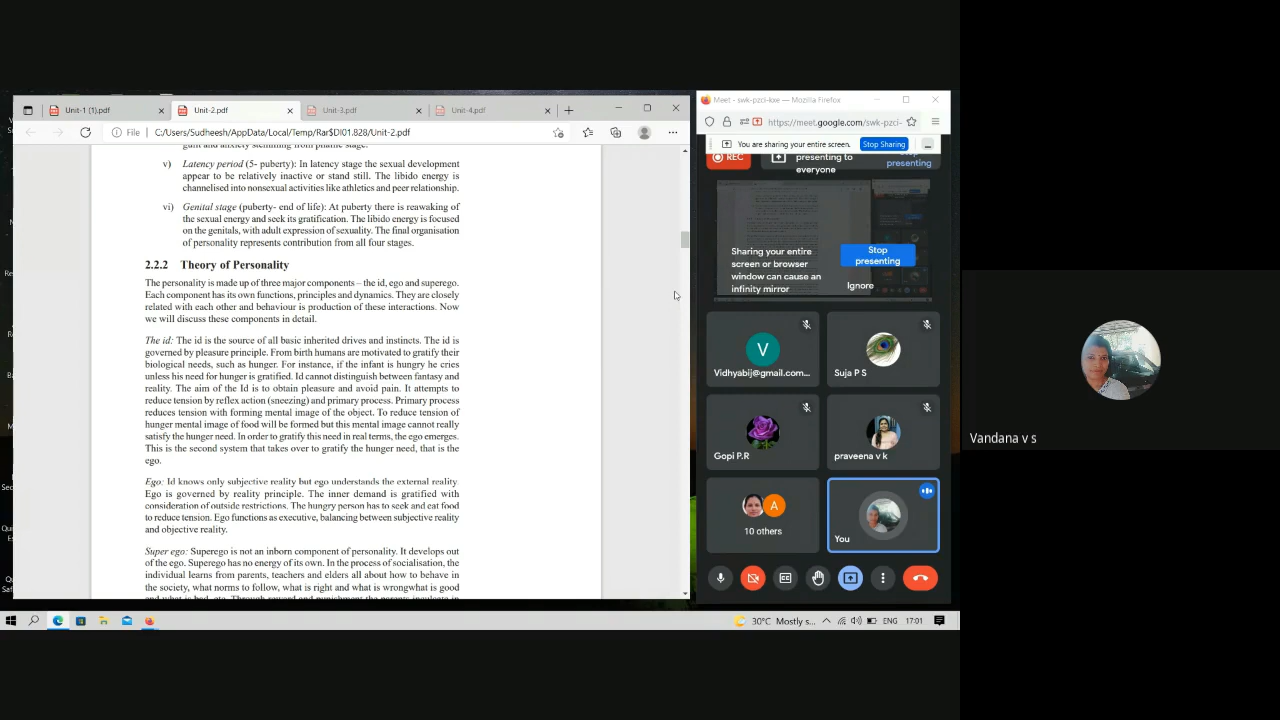 Unit-1 (1).pdf
Unit-2.pdf
Unit-3.pdf
Unit-4.pdf
File
C:/Users/Sudheesh/AppData/Local/Temp/Rar$DI01.828/Unit-2.pdf
v) Latency period (5- puberty): In latency stage the sexual development
appear to be relatively inactive or stand still. The libido energy is
channelised into nonsexual activities like athletics and peer relationship.
vi) Genital stage (puberty- end of life): At puberty there is reawaking of
the sexual energy and seek its gratification. The libido energy is focused
on the genitals, with adult expression of sexuality. The final organisation
of personality represents contribution from all four stages.
2.2.2 Theory of Personality
The personality is made up of three major components – the id, ego and superego.
Each component has its own functions, principles and dynamics. They are closely
related with each other and behaviour is production of these interactions. Now
we will discuss these components in detail.
The id: The id is the source of all basic inherited drives and instincts. The id is
governed by pleasure principle. From birth humans are motivated to gratify their
biological needs, such as hunger. For instance, if the infant is hungry he cries
unless his need for hunger is gratified. Id cannot distinguish between fantasy and
reality. The aim of the Id is to obtain pleasure and avoid pain. It attempts to
reduce tension by reflex action (sneezing) and primary process. Primary process
reduces tension with forming mental image of the object. To reduce tension of
hunger mental image of food will be formed but this mental image cannot really
satisfy the hunger need. In order to gratify this need in real terms, the ego emerges.
This is the second system that takes over to gratify the hunger need, that is the
ego.
Ego: Id knows only subjective reality but ego understands the external reality.
Ego is governed by reality principle. The inner demand is gratified with
consideration of outside restrictions. The hungry person has to seek and eat food
to reduce tension. Ego functions as executive, balancing between subjective reality
and objective reality.
Super ego: Superego is not an inborn component of personality. It develops out
of the ego. Superego has no energy of its own. In the process of socialisation, the
individual learns from parents, teachers and elders all about how to behave in
the society, what norms to follow, what is right and what is wrongwhat is good
Meet – swk-pzci-kxe — Mozilla Firefox
https://meet.google.com/swk-pzci-
You are sharing your entire screen.
Stop Sharing
REC
presenting to
everyone
presenting
Sharing your entire
screen or browser
window can cause an
infinity mirror
Stop
presenting
Ignore
V
Vidhyabij@gmail.com...
Suja P S
Gopi P.R
praveena v k
A
10 others
You
Vandana v s
30°C Mostly s...
ENG
17:01